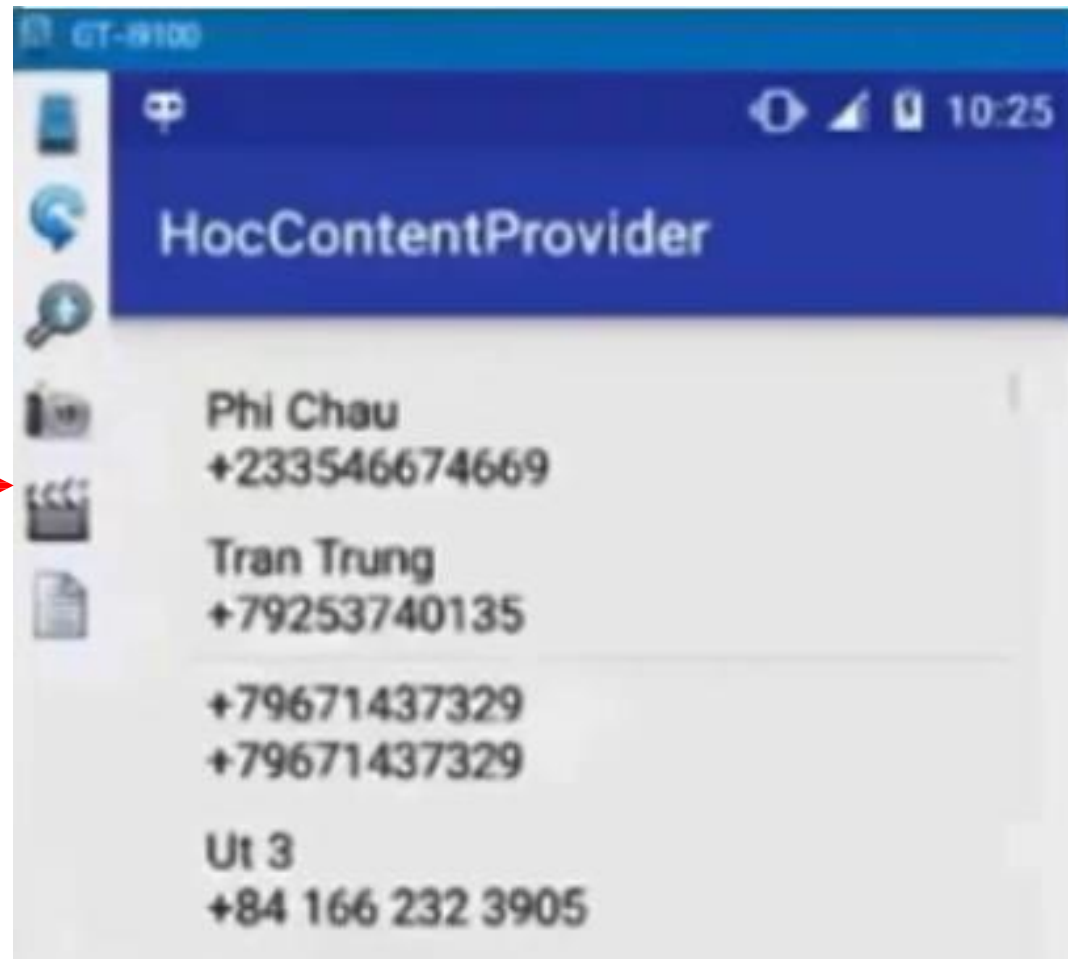 GT-I9100
10:25
HocContentProvider
Phi Chau
+233546674669
Tran Trung
+79253740135
+79671437329
+79671437329
Ut 3
+84 166 232 3905